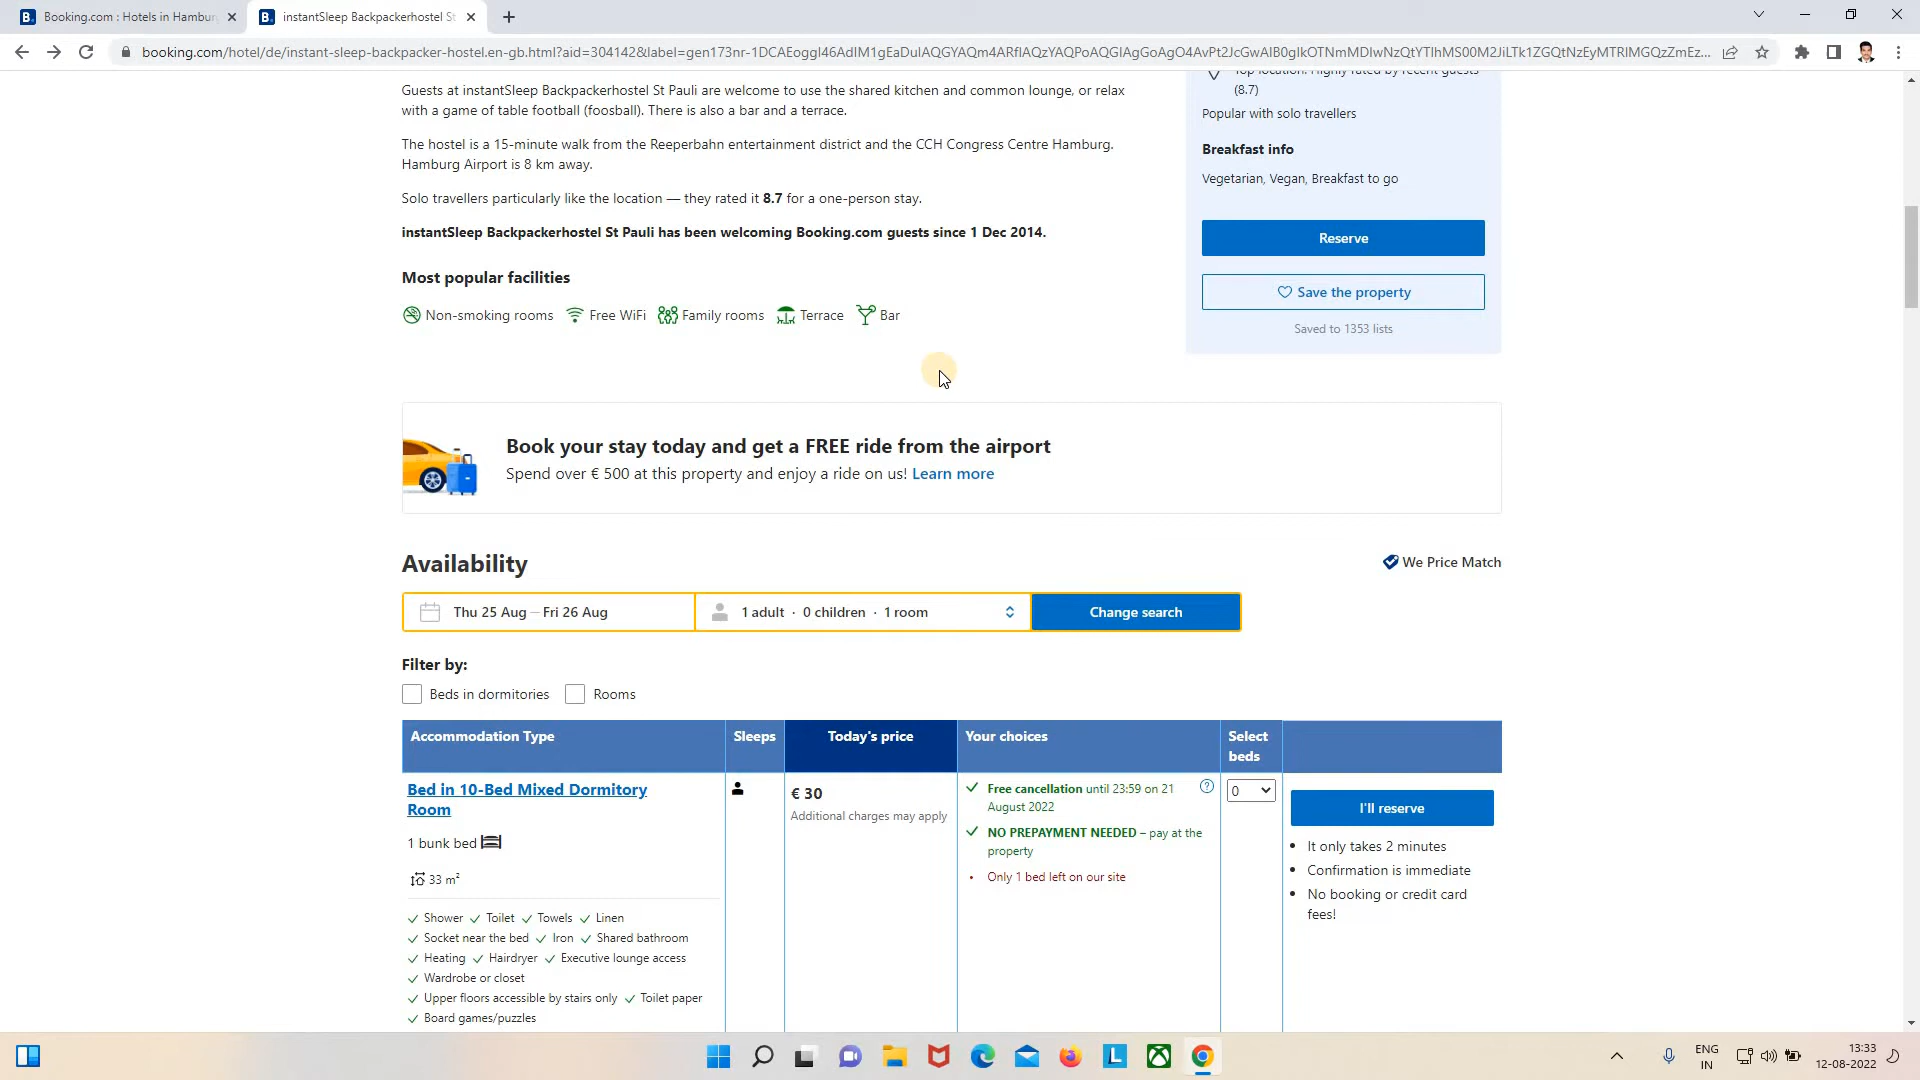 Booking.com : Hotels in Hambur
instantSleep Backpackerhostel St
booking.com/hotel/de/instant-sleep-backpacker-hostel.en-gb.html?aid=304142&label=
Guests at instantSleep Backpackerhostel St Pauli are welcome to use the shared kitchen and common lounge, or relax
with a game of table football (foosball). There is also a bar and a terrace.
The hostel is a 15-minute walk from the Reeperbahn entertainment district and the CCH Congress Centre Hamburg.
Hamburg Airport is 8 km away.
Solo travellers particularly like the location — they rated it 8.7 for a one-person stay.
instantSleep Backpackerhostel St Pauli has been welcoming Booking.com guests since 1 Dec 2014.
Most popular facilities
Non-smoking rooms Free WiFi Family rooms Terrace Bar
Top location: Highly rated by recent guests
(8.7)
Popular with solo travellers
Breakfast info
Vegetarian, Vegan, Breakfast to go
Reserve
Save the property
Saved to 1353 lists
Book your stay today and get a FREE ride from the airport
Spend over € 500 at this property and enjoy a ride on us! Learn more
Availability
We Price Match
Thu 25 Aug — Fri 26 Aug
1 adult · 0 children · 1 room
Change search
Filter by:
Beds in dormitories Rooms
Accommodation Type
Sleeps
Today's price
Your choices
Select
beds
Bed in 10-Bed Mixed Dormitory
Room
1 bunk bed
33 m²
Shower Toilet Towels Linen
Socket near the bed Iron Shared bathroom
Heating Hairdryer Executive lounge access
Wardrobe or closet
Upper floors accessible by stairs only Toilet paper
Board games/puzzles
€ 30
Additional charges may apply
Free cancellation until 23:59 on 21
August 2022
NO PREPAYMENT NEEDED – pay at the
property
• Only 1 bed left on our site
0
I'll reserve
• It only takes 2 minutes
• Confirmation is immediate
• No booking or credit card
fees!
ENG
IN
13:33
12-08-2022